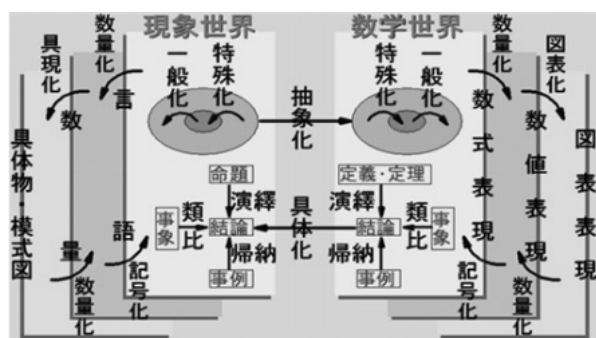 現象世界
数学世界
具現化
数量化
一般化
特殊化
抽象化
特殊化
一般化
数量化
図表化
具体物・模式図
数量
言語
数式表現
数値表現
図表表現
命題
演繹
事象
類比
結論
帰納
事例
具体化
定義・定理
演繹
結論
類比
事象
帰納
事例
数量化
記号化
記号化
数量化